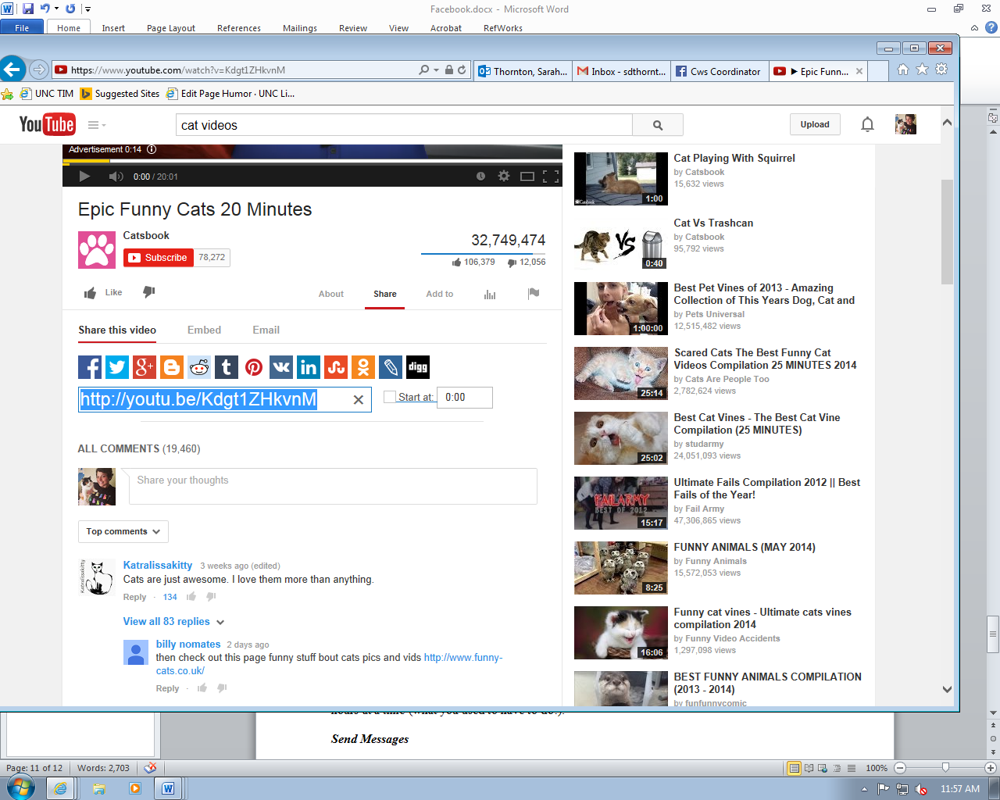 Facebook.docx - Microsoft Word
File Home Insert Page Layout References Mailings Review View Acrobat RefWorks
https://www.youtube.com/watch?v=Kdgt1ZHkvnM
Thornton, Sarah...
Inbox - sdthornt...
Cws Coordinator
Epic Funn...
UNC TIM
Suggested Sites
Edit Page Humor · UNC Li...
YouTube
cat videos
Upload
Advertisement 0:14
0:00 / 20:01
Epic Funny Cats 20 Minutes
Catsbook
Subscribe 78,272
32,749,474
106,379 12,056
Like
About Share Add to
Share this video Embed Email
digg
http://youtu.be/Kdgt1ZHkvnM
Start at: 0:00
ALL COMMENTS (19,460)
Share your thoughts
Top comments
Katralissakitty
Katralissakitty 3 weeks ago (edited)
Cats are just awesome. I love them more than anything.
Reply · 134
View all 83 replies
billy nomates 2 days ago
then check out this page funny stuff bout cats pics and vids http://www.funny-
cats.co.uk/
Reply ·
Catsbook
1:00
Cat Playing With Squirrel
by Catsbook
15,632 views
VS
0:40
Cat Vs Trashcan
by Catsbook
95,792 views
1:00:00
Best Pet Vines of 2013 - Amazing
Collection of This Years Dog, Cat and
by Pets Universal
12,515,482 views
25:14
Scared Cats The Best Funny Cat
Videos Compilation 25 MINUTES 2014
by Cats Are People Too
2,782,624 views
25:02
Best Cat Vines - The Best Cat Vine
Compilation (25 MINUTES)
by studarmy
24,051,093 views
FAILARMY
BEST OF 2012
15:17
Ultimate Fails Compilation 2012 || Best
Fails of the Year!
by Fail Army
47,306,865 views
8:25
FUNNY ANIMALS (MAY 2014)
by Funny Animals
15,572,053 views
16:06
Funny cat vines - Ultimate cats vines
compilation 2014
by Funny Video Accidents
1,297,098 views
BEST FUNNY ANIMALS COMPILATION
(2013 - 2014)
by funfunnycomic
hours at a time (what you used to have to do!).
Send Messages
Page: 11 of 12 Words: 2,703
100%
11:57 AM